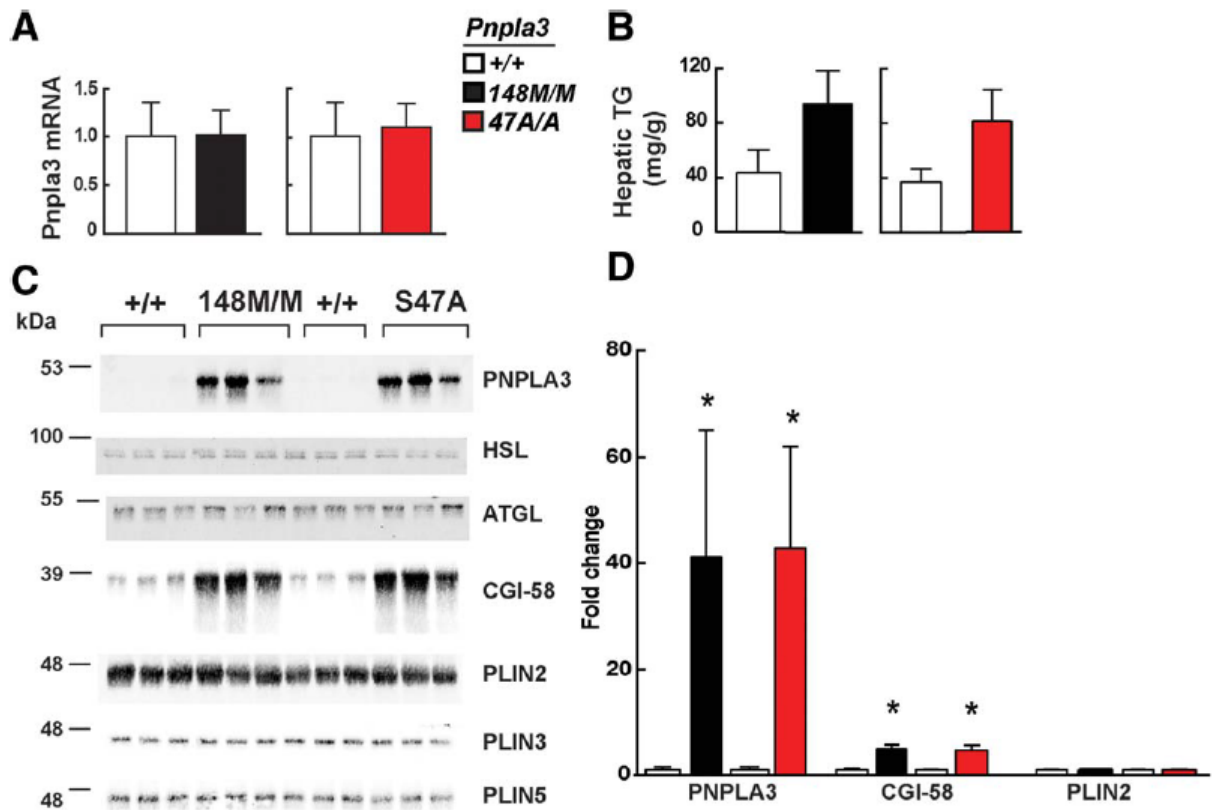 A
Pnpla3 mRNA
1.5
1.0
0.5
0
Pnpla3
+/+
148M/M
47A/A
B
Hepatic TG
(mg/g)
120
80
40
0
C
+/+ 148M/M +/+ S47A
kDa
53
PNPLA3
100
HSL
55
ATGL
39
CGI-58
48
PLIN2
48
PLIN3
48
PLIN5
D
Fold change
80
60
40
20
0
* *
* *
PNPLA3 CGI-58 PLIN2